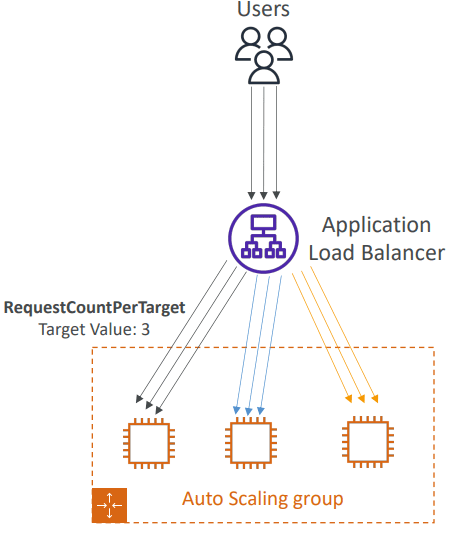 Users
Application
Load Balancer
RequestCountPerTarget
Target Value: 3
Auto Scaling group